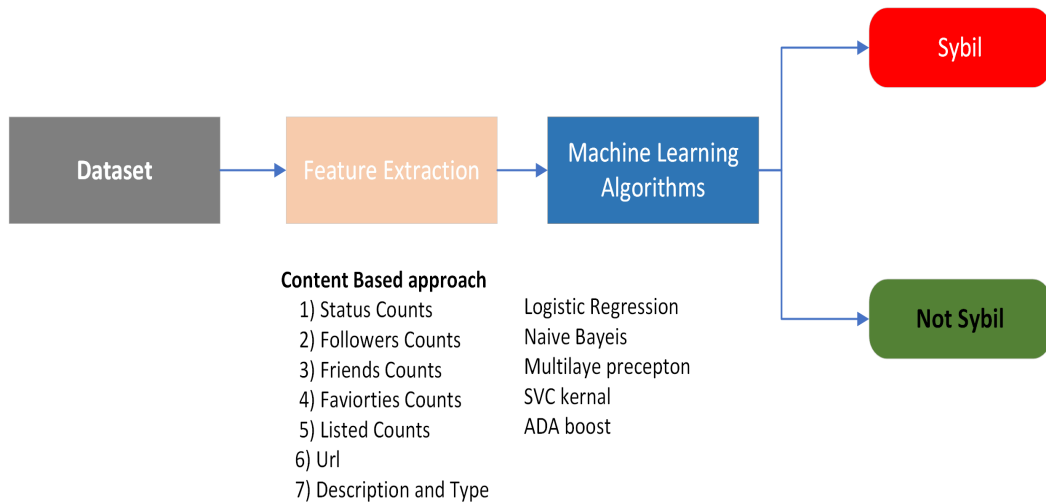 Sybil
Dataset
Feature Extraction
Machine Learning
Algorithms
Content Based approach
1) Status Counts
2) Followers Counts
3) Friends Counts
4) Faviorties Counts
5) Listed Counts
6) Url
7) Description and Type
Logistic Regression
Naive Bayeis
Multilaye precepton
SVC kernal
ADA boost
Not Sybil